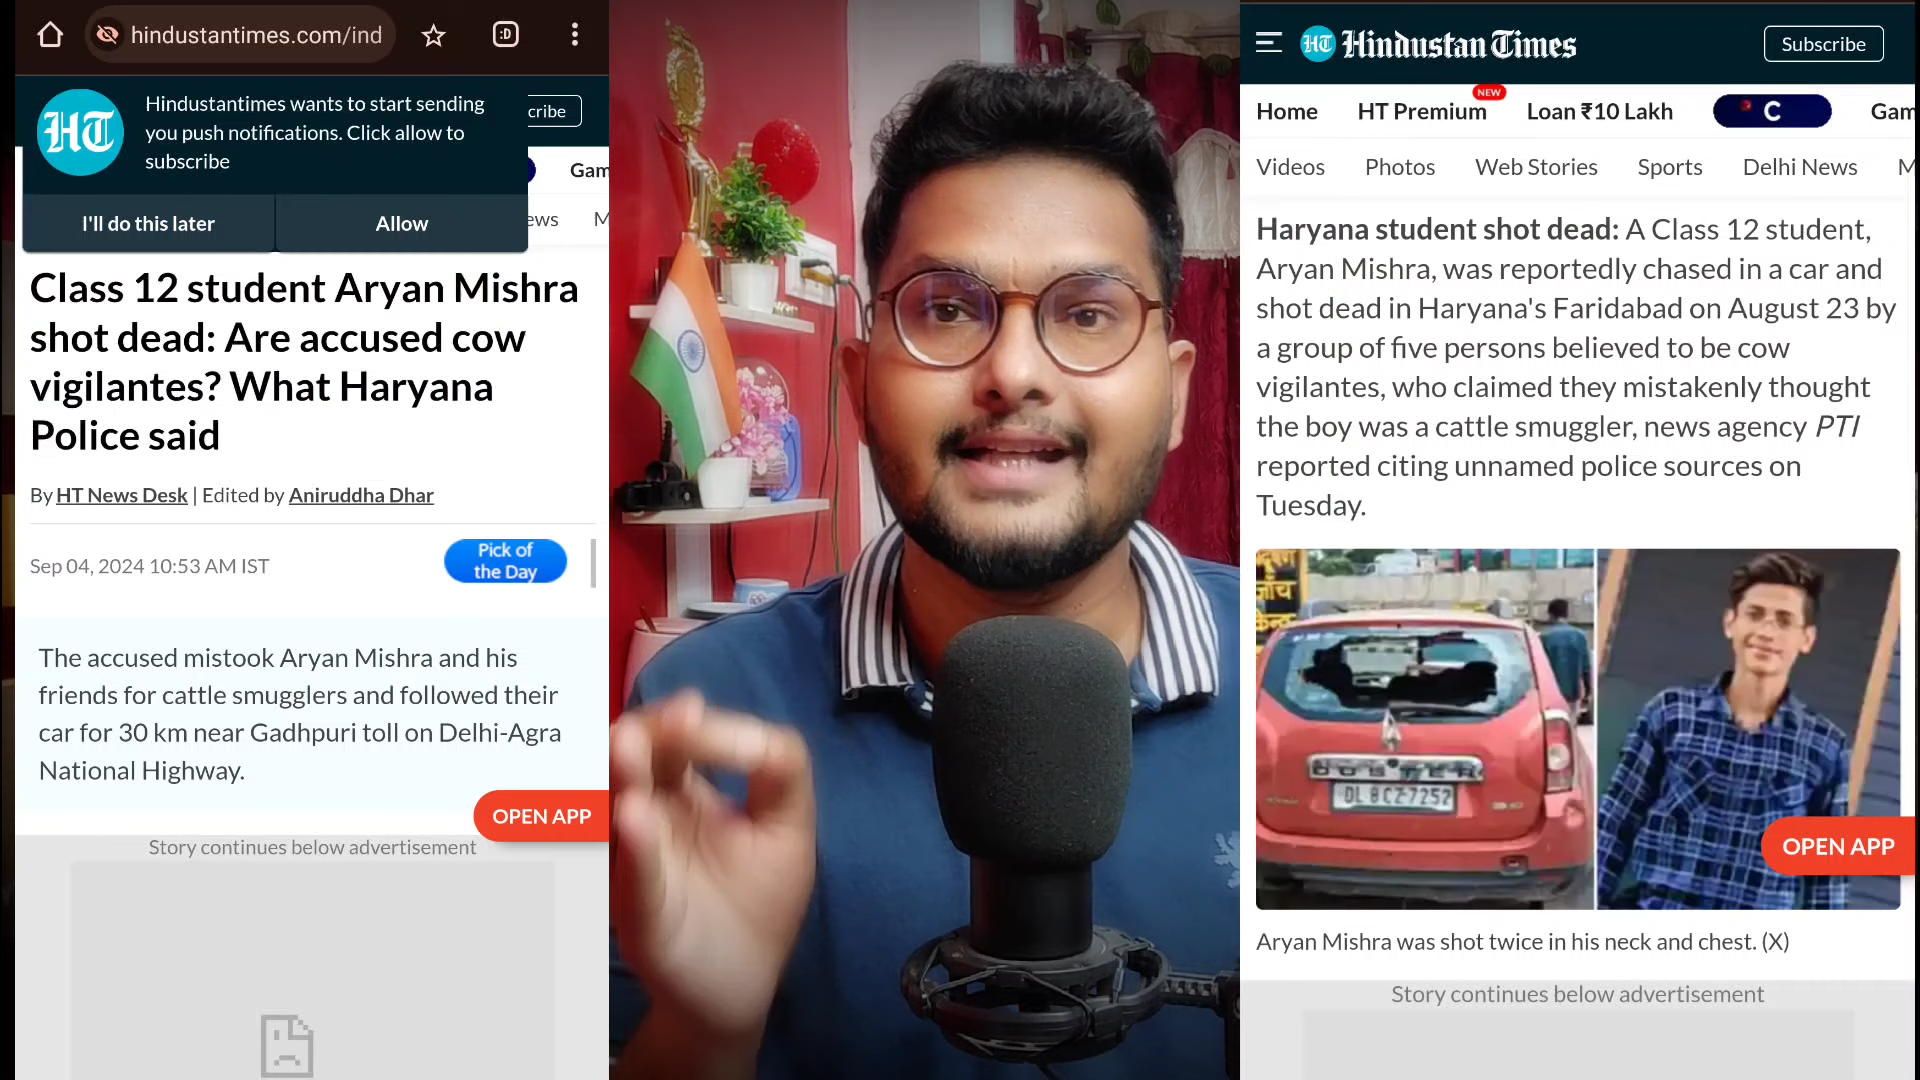 hindustantimes.com/ind
:D
HT
Hindustantimes wants to start sending
you push notifications. Click allow to
subscribe
I'll do this later
Allow
cribe
Gam
ews
M
Class 12 student Aryan Mishra
shot dead: Are accused cow
vigilantes? What Haryana
Police said
By HT News Desk | Edited by Aniruddha Dhar
Sep 04, 2024 10:53 AM IST
Pick of
the Day
The accused mistook Aryan Mishra and his
friends for cattle smugglers and followed their
car for 30 km near Gadhpuri toll on Delhi-Agra
National Highway.
OPEN APP
Story continues below advertisement
HT Hindustan Times
Subscribe
Home HT Premium NEW Loan ₹10 Lakh C Gam
Videos Photos Web Stories Sports Delhi News M
Haryana student shot dead: A Class 12 student,
Aryan Mishra, was reportedly chased in a car and
shot dead in Haryana's Faridabad on August 23 by
a group of five persons believed to be cow
vigilantes, who claimed they mistakenly thought
the boy was a cattle smuggler, news agency PTI
reported citing unnamed police sources on
Tuesday.
जाँच
केन्द्र
DUSTER
DL 8 CZ 7252
OPEN APP
Aryan Mishra was shot twice in his neck and chest. (X)
Story continues below advertisement